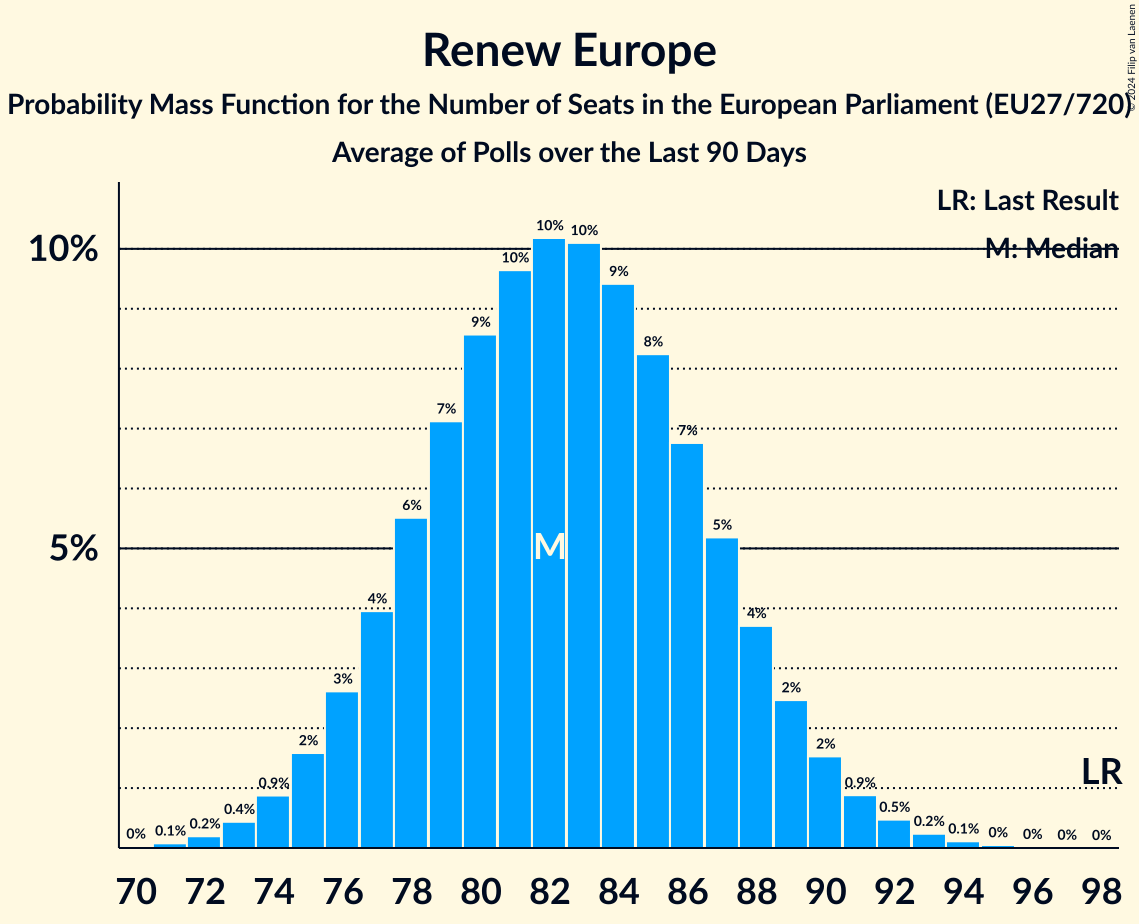 Renew Europe
Probability Mass Function for the Number of Seats in the European Parliament (EU27/720)
Average of Polls over the Last 90 Days
© 2024 Filip van Laenen
LR: Last Result
M: Median
10%
5%
0% 0.1% 0.2% 0.4% 0.9% 2% 3% 4% 6% 7% 9% 10% 10% 10% 9% 8% 7% 5% 4% 2% 2% 0.9% 0.5% 0.2% 0.1% 0% 0% 0% 0%
M
LR
70 72 74 76 78 80 82 84 86 88 90 92 94 96 98